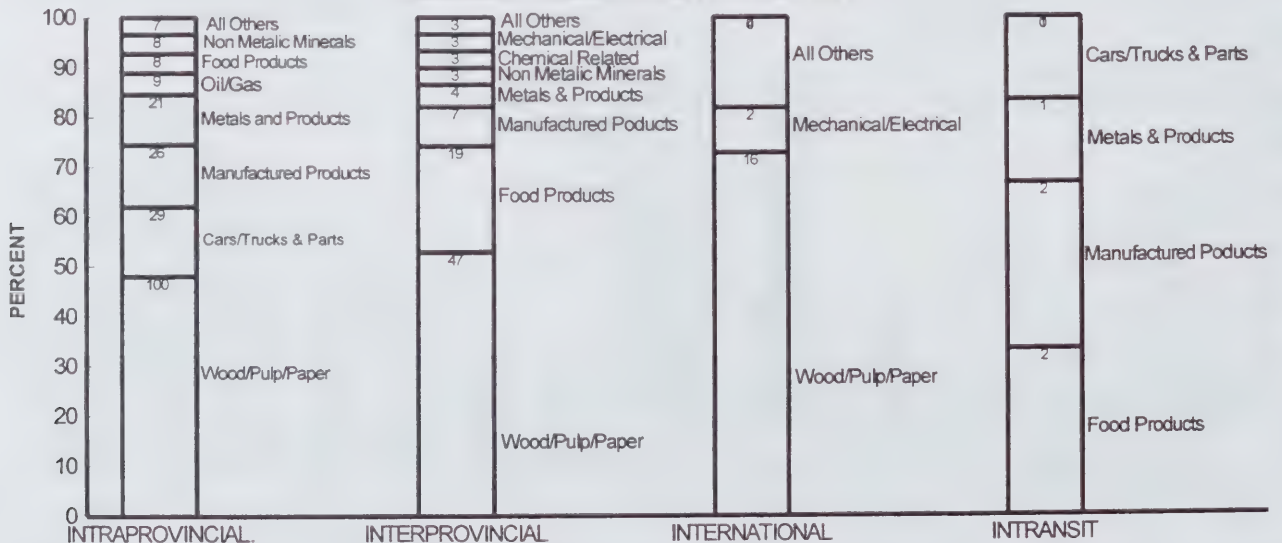 PERCENT
100
90
80
70
60
50
40
30
20
10
0
7 All Others
8 Non Metalic Minerals
8 Food Products
9 Oil/Gas
21 Metals and Products
26 Manufactured Products
29 Cars/Trucks & Parts
100 Wood/Pulp/Paper
INTRAPROVINCIAL.
3 All Others
3 Mechanical/Electrical
3 Chemical Related
3 Non Metalic Minerals
4 Metals & Products
7 Manufactured Poducts
19 Food Products
47 Wood/Pulp/Paper
INTERPROVINCIAL
All Others
2 Mechanical/Electrical
16 Wood/Pulp/Paper
INTERNATIONAL
Cars/Trucks & Parts
1 Metals & Products
2 Manufactured Poducts
2 Food Products
INTRANSIT